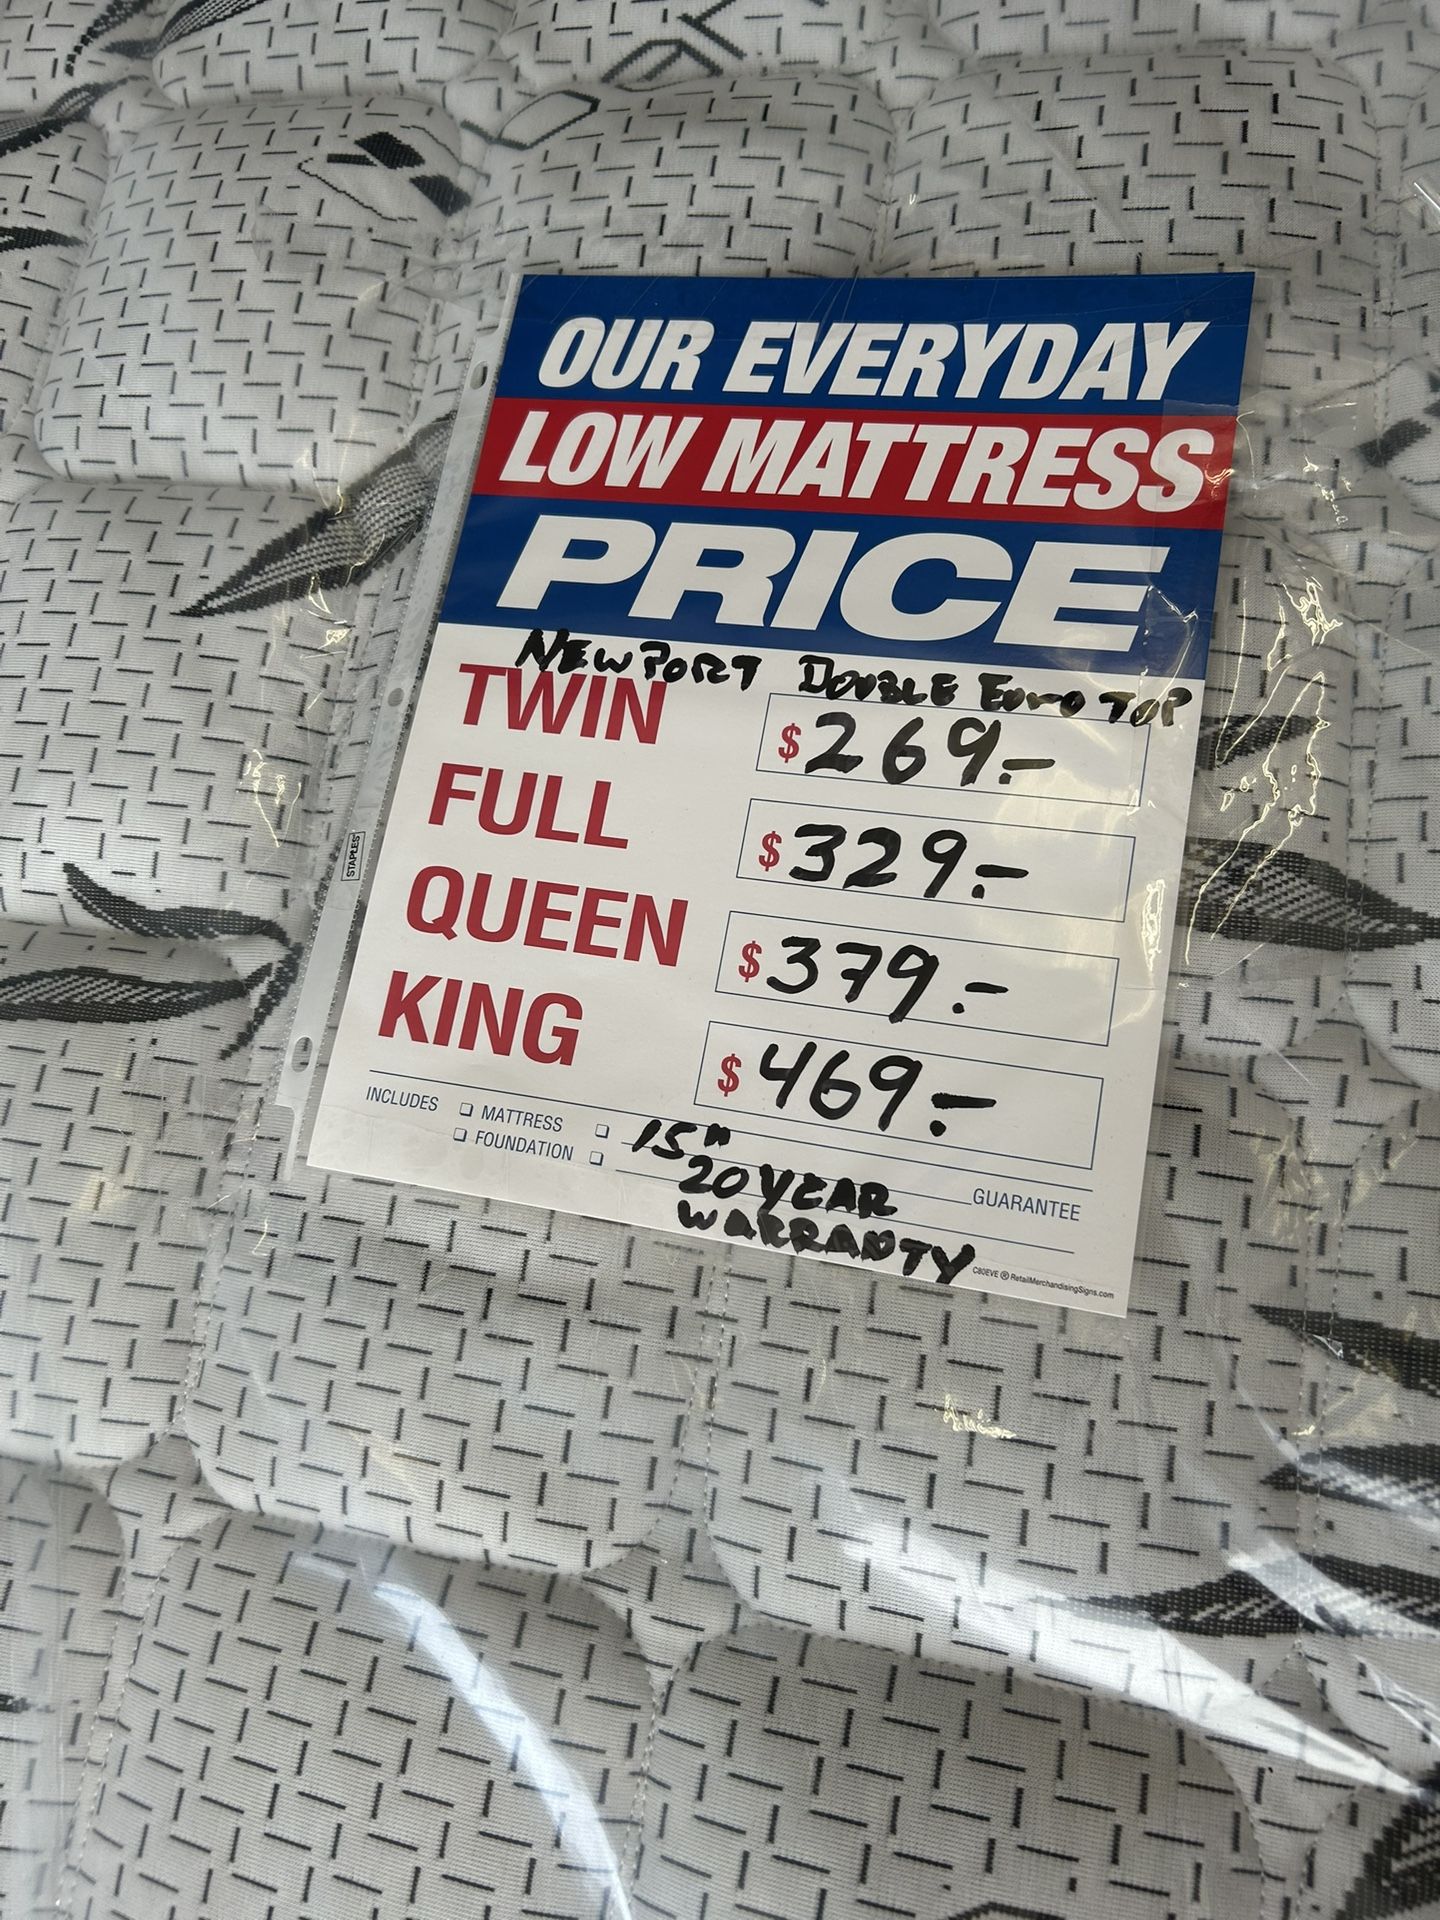 OUR EVERYDAY
LOW MATTRESS
PRICE
NEWPORT DOUBLE EURO TOP
TWIN $269.-
FULL $329.-
QUEEN $379.-
KING $469.-
INCLUDES ❏ MATTRESS ❏ 15"
❏ FOUNDATION ❏ 20 YEAR GUARANTEE
WARRANTY
C80EVE ® RetailMerchandisingSigns.com
STAPLES